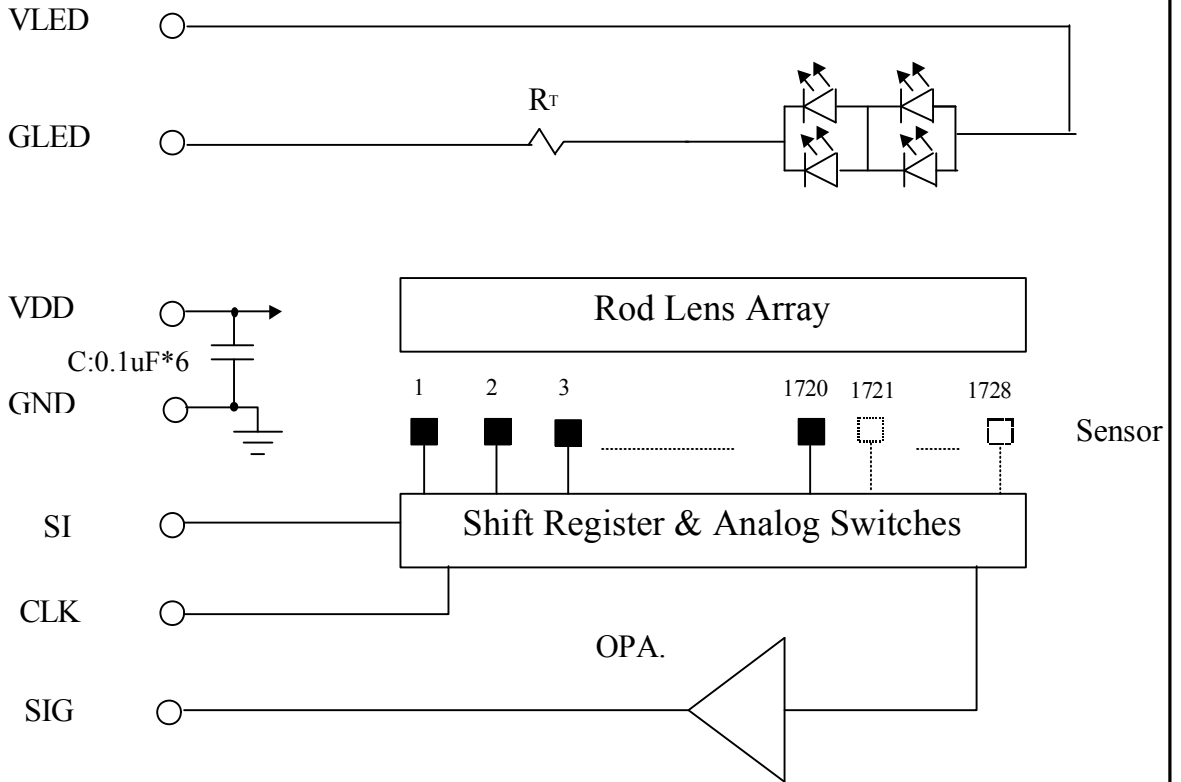 VLED
RT
GLED
VDD
Rod Lens Array
C:0.1uF*6
GND
1 2 3 1720 1721 1728
Sensor
SI
Shift Register & Analog Switches
CLK
OPA.
SIG